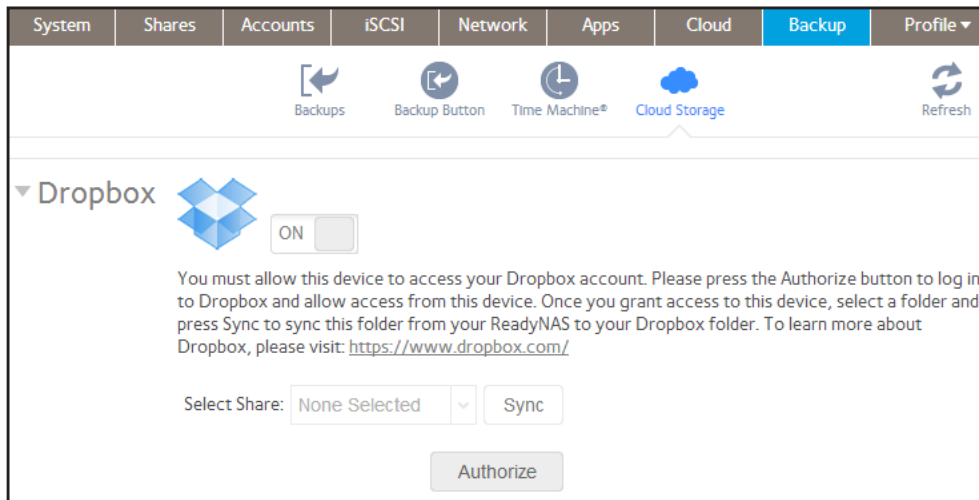 System Shares Accounts iSCSI Network Apps Cloud Backup Profile ▾
Backups Backup Button Time Machine® Cloud Storage Refresh
Dropbox
ON
You must allow this device to access your Dropbox account. Please press the Authorize button to log in
to Dropbox and allow access from this device. Once you grant access to this device, select a folder and
press Sync to sync this folder from your ReadyNAS to your Dropbox folder. To learn more about
Dropbox, please visit: https://www.dropbox.com/
Select Share: None Selected Sync
Authorize